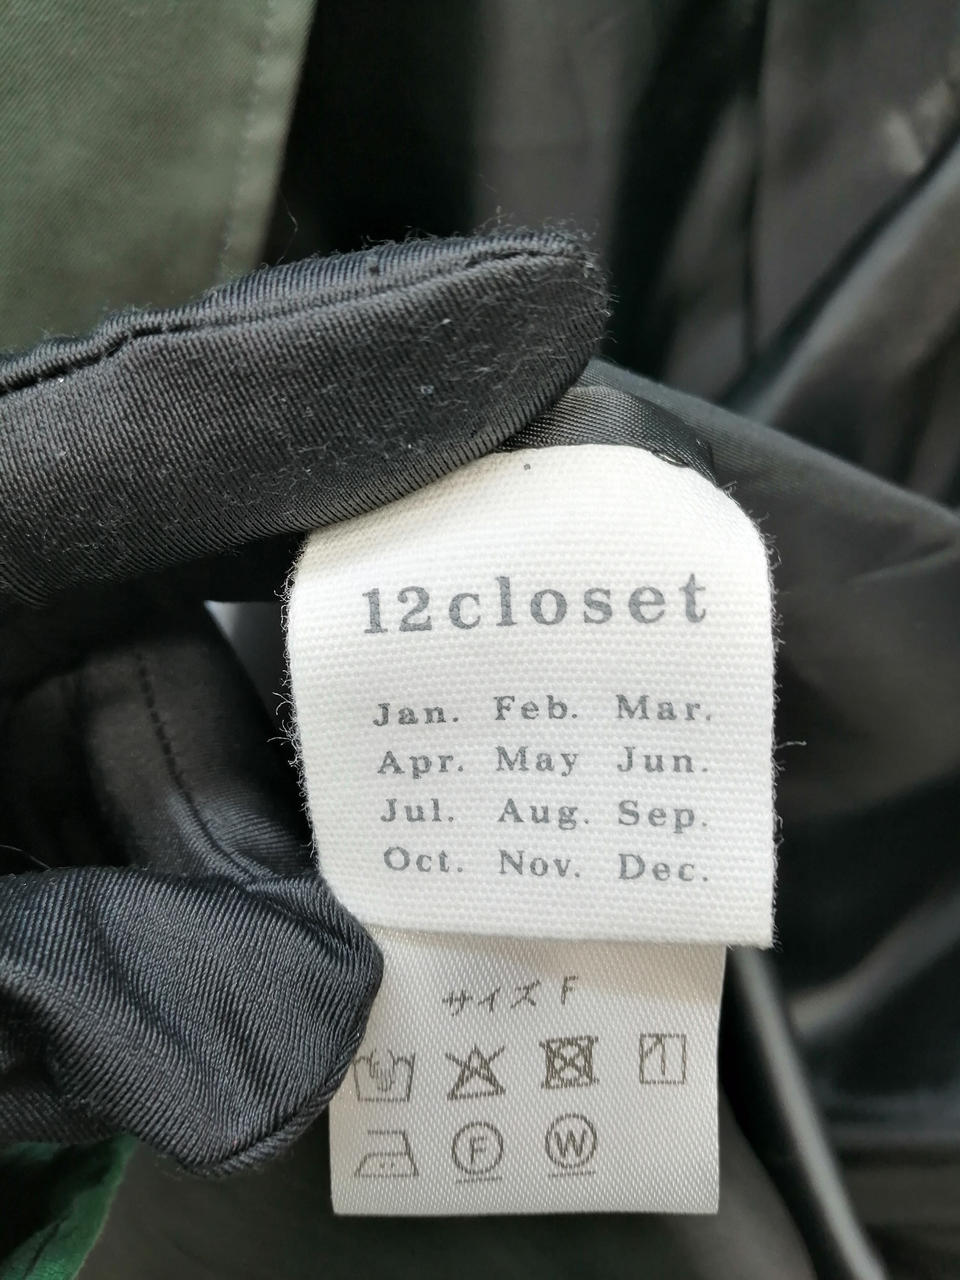 12closet
Jan. Feb. Mar.
Apr. May Jun.
Jul. Aug. Sep.
Oct. Nov. Dec.
サイズ F
F W